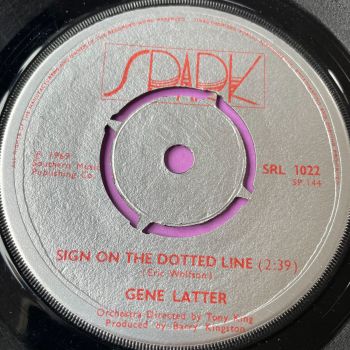 SPARK
℗ 1969
Southern Music
Publishing Co.
SRL 1022
SP.144
SIGN ON THE DOTTED LINE (2:39)
(Eric Wolfson)
GENE LATTER
Orchestra Directed by Tony King
Produced by Barry Kingston